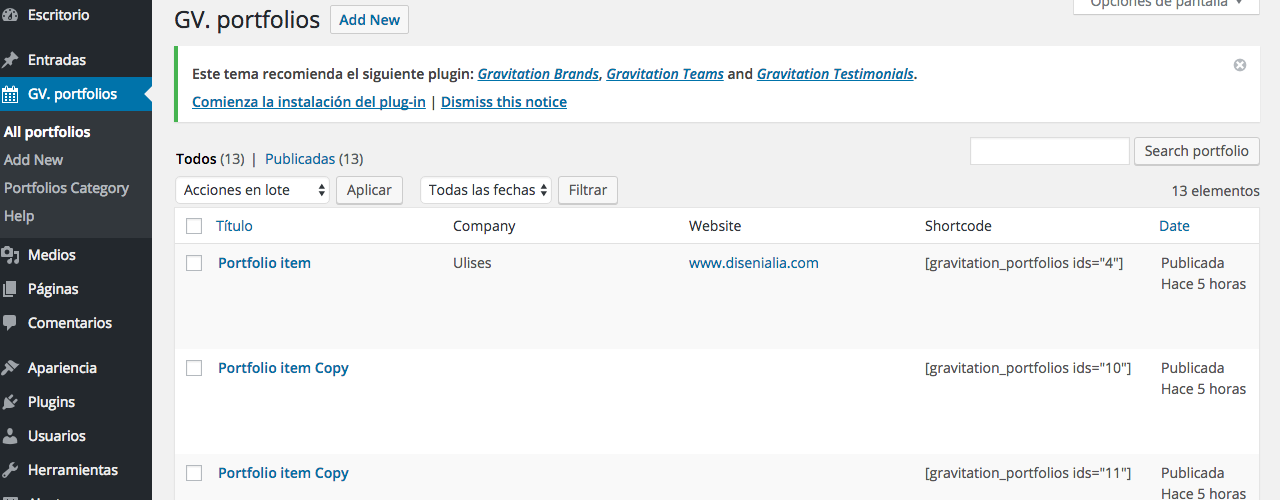 Escritorio
Entradas
GV. portfolios
All portfolios
Add New
Portfolios Category
Help
Medios
Páginas
Comentarios
Apariencia
Plugins
Usuarios
Herramientas
GV. portfolios Add New
Opciones de pantalla
Este tema recomienda el siguiente plugin: Gravitation Brands, Gravitation Teams and Gravitation Testimonials.
Comienza la instalación del plug-in | Dismiss this notice
Todos (13) | Publicadas (13)
Search portfolio
Acciones en lote Aplicar Todas las fechas Filtrar 13 elementos
Título Company Website Shortcode Date
Portfolio item Ulises www.disenialia.com [gravitation_portfolios ids="4"] Publicada
Hace 5 horas
Portfolio item Copy [gravitation_portfolios ids="10"] Publicada
Hace 5 horas
Portfolio item Copy [gravitation_portfolios ids="11"] Publicada
Hace 5 horas